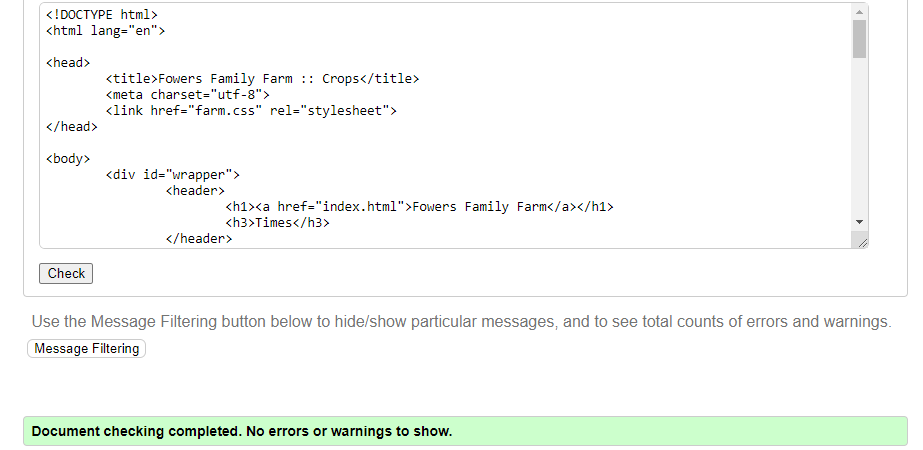 <!DOCTYPE html>
<html lang="en">
<head>
<title>Fowers Family Farm :: Crops</title>
<meta charset="utf-8">
<link href="farm.css" rel="stylesheet">
</head>
<body>
<div id="wrapper">
<header>
<h1><a href="index.html">Fowers Family Farm</a></h1>
<h3>Times</h3>
</header>
Check
Use the Message Filtering button below to hide/show particular messages, and to see total counts of errors and warnings.
Message Filtering
Document checking completed. No errors or warnings to show.